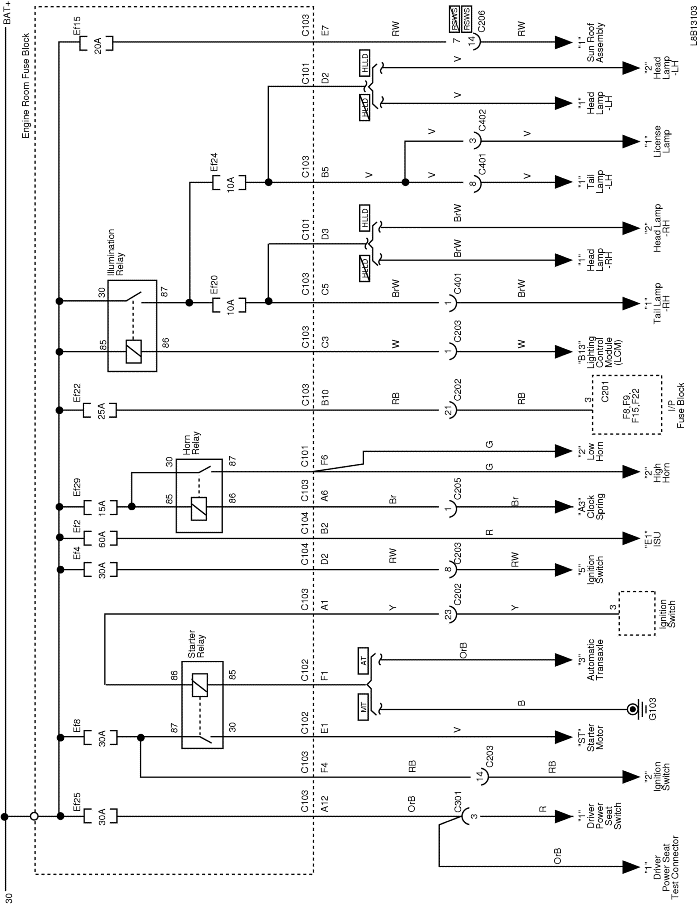 30
BAT+
L8B13103
Engine Room Fuse Block
Ef15
20A
C103
E7
RW
RSWS
RSWS
7
14
C206
RW
"1"
Sun Roof
Assembly
C101
D2
HLLD
HLLD
V
"2"
Head
Lamp
-LH
V
"1"
Head
Lamp
-LH
Ef24
10A
V
3
C402
V
"1"
License
Lamp
C103
B5
V
8
C401
V
"1"
Tail
Lamp
-LH
C101
D3
HLLD
HLLD
BrW
"2"
Head Lamp
-RH
BrW
"1"
Head
Lamp
-RH
Illumination
Relay
30
87
85
86
Ef20
10A
C103
C5
BrW
1
C401
BrW
"1"
Tail Lamp
-RH
C103
C3
W
1
C203
W
"B13"
Lighting
Control
Module
(LCM)
Ef22
25A
C103
B10
RB
21
C202
RB
3
C201
F8,F9,
F15,F22
I/P
Fuse Block
Horn
Relay
30
87
85
86
C101
F6
G
"2"
Low
Horn
G
"2"
High
Horn
Ef29
15A
C103
A6
Br
1
C205
Br
"A3"
Clock
Spring
Ef2
60A
C104
B2
R
"E1"
ISU
Ef4
30A
C104
D2
RW
8
C203
RW
"5"
Ignition
Switch
C103
A1
Y
23
C202
Y
3
Ignition
Switch
Starter
Relay
86
85
87
30
C102
F1
AT
MT
OrB
"3"
Automatic
Transaxle
B
G103
Ef8
30A
C102
E1
V
"ST"
Starter
Motor
C103
F4
RB
14
C203
RB
"2"
Ignition
Switch
Ef25
30A
C103
A12
OrB
C301
3
R
"1"
Driver
Power
Seat
Switch
OrB
"1"
Driver
Power Seat
Test Connector